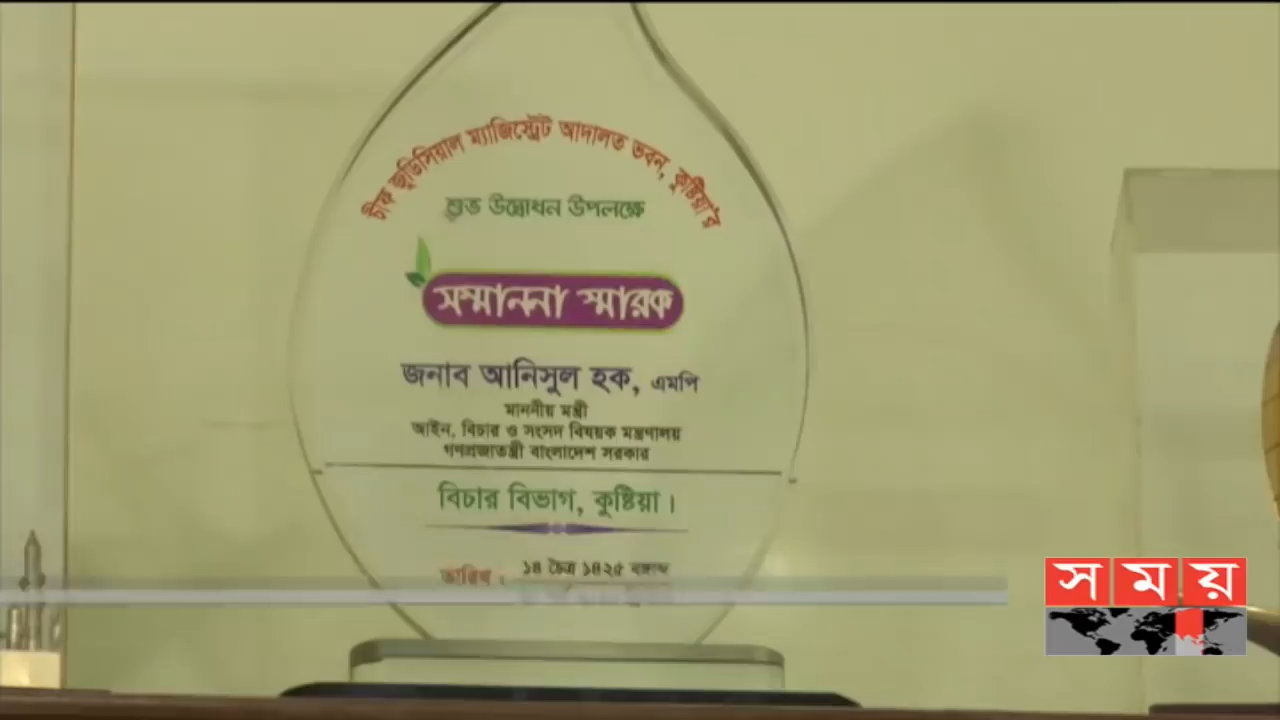 চীফ জুডিসিয়াল ম্যাজিস্ট্রেট আদালত ভবন, কুষ্টিয়া'র
শুভ উদ্বোধন উপলক্ষে
সম্মাননা স্মারক
জনাব আনিসুল হক, এমপি
মাননীয় মন্ত্রী
আইন, বিচার ও সংসদ বিষয়ক মন্ত্রণালয়
গণপ্রজাতন্ত্রী বাংলাদেশ সরকার
বিচার বিভাগ, কুষ্টিয়া।
তারিখ : ১৪ চৈত্র ১৪২৫ বঙ্গাব্দ
সময়